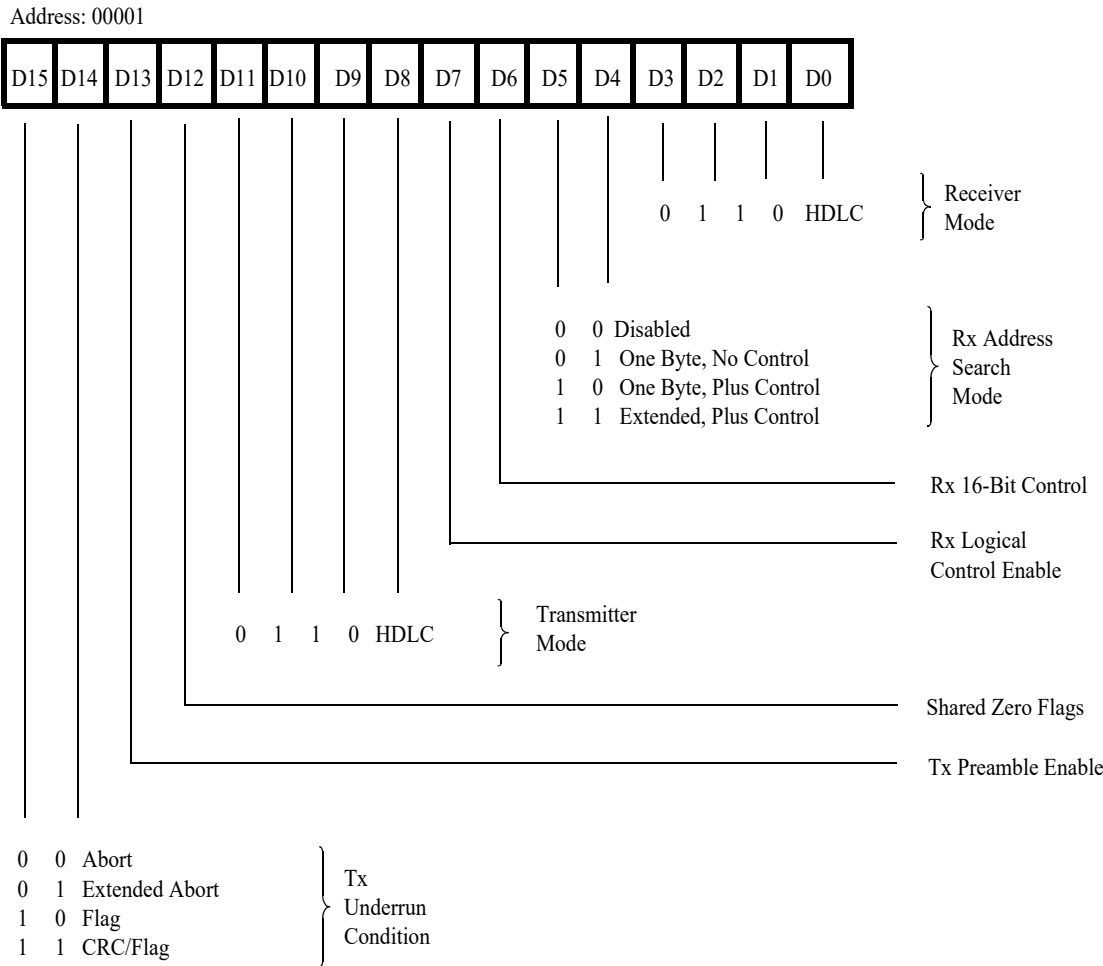 Address: 00001
D15 D14 D13 D12 D11 D10 D9 D8 D7 D6 D5 D4 D3 D2 D1 D0
0 1 1 0 HDLC
Receiver
Mode
0 0 Disabled
0 1 One Byte, No Control
1 0 One Byte, Plus Control
1 1 Extended, Plus Control
Rx Address
Search
Mode
Rx 16-Bit Control
Rx Logical
Control Enable
0 1 1 0 HDLC
Transmitter
Mode
Shared Zero Flags
Tx Preamble Enable
0 0 Abort
0 1 Extended Abort
1 0 Flag
1 1 CRC/Flag
Tx
Underrun
Condition